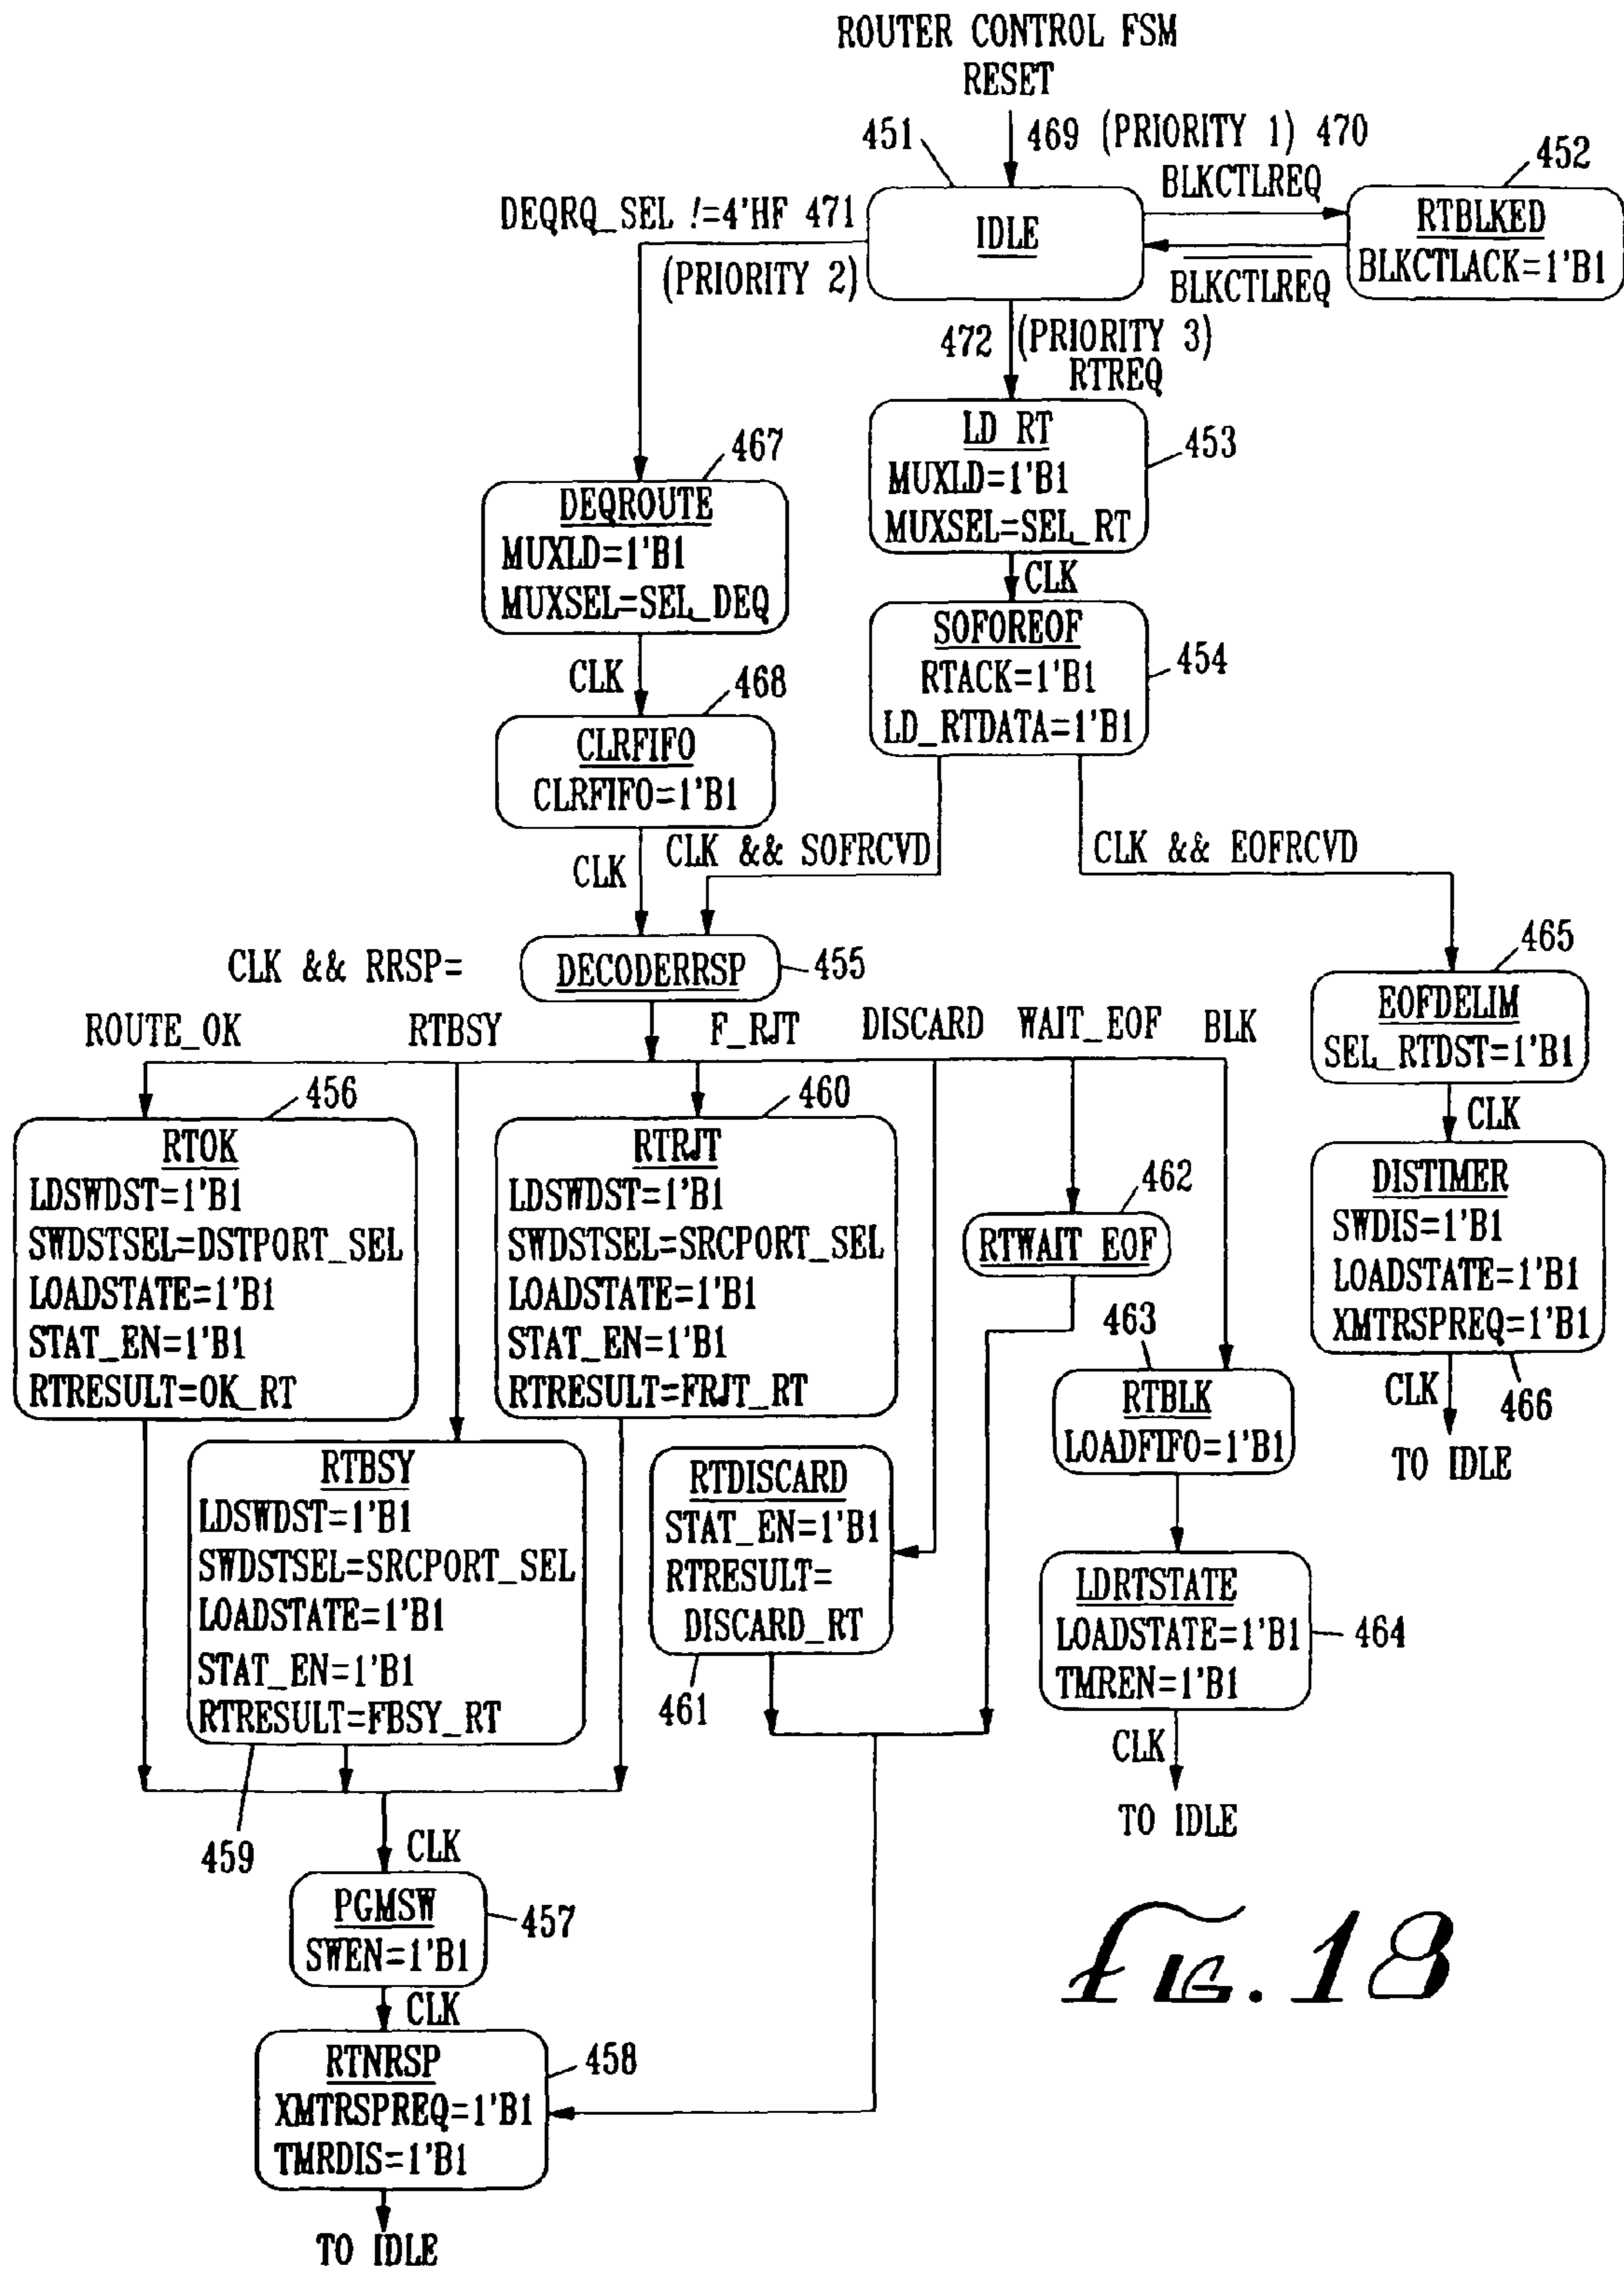 ROUTER CONTROL FSM
RESET
451
469 (PRIORITY 1) 470
452
BLKCTLREQ
DEQRQ_SEL !=4'HF 471
(PRIORITY 2)
IDLE
RTBLKED
BLKCTLACK=1'B1
BLKCTLREQ
472 (PRIORITY 3)
RTREQ
467
DEQROUTE
MUXLD=1'B1
MUXSEL=SEL_DEQ
LD RT
MUXLD=1'B1
MUXSEL=SEL_RT
453
CLK
CLK
468
SOFOREOF
RTACK=1'B1
LD_RTDATA=1'B1
454
CLRFIFO
CLRFIFO=1'B1
CLK
CLK && SOFRCVD
CLK && EOFRCVD
CLK && RRSP=
DECODERRSP
455
465
EOFDELIM
SEL_RTDST=1'B1
ROUTE_OK
RTBSY
F_RJT
DISCARD
WAIT_EOF
BLK
456
RTOK
LDSWDST=1'B1
SWDSTSEL=DSTPORT_SEL
LOADSTATE=1'B1
STAT_EN=1'B1
RTRESULT=OK_RT
460
RTRJT
LDSWDST=1'B1
SWDSTSEL=SRCPORT_SEL
LOADSTATE=1'B1
STAT_EN=1'B1
RTRESULT=FRJT_RT
462
RTWAIT EOF
CLK
DISTIMER
SWDIS=1'B1
LOADSTATE=1'B1
XMTRSPREQ=1'B1
CLK
466
TO IDLE
463
RTBLK
LOADFIFO=1'B1
RTBSY
LDSWDST=1'B1
SWDSTSEL=SRCPORT_SEL
LOADSTATE=1'B1
STAT_EN=1'B1
RTRESULT=FBSY_RT
459
RTDISCARD
STAT_EN=1'B1
RTRESULT=
DISCARD_RT
461
LDRTSTATE
LOADSTATE=1'B1
TMREN=1'B1
464
CLK
TO IDLE
CLK
PGMSW
SWEN=1'B1
457
CLK
RTNRSP
XMTRSPREQ=1'B1
TMRDIS=1'B1
458
TO IDLE
FIG. 18